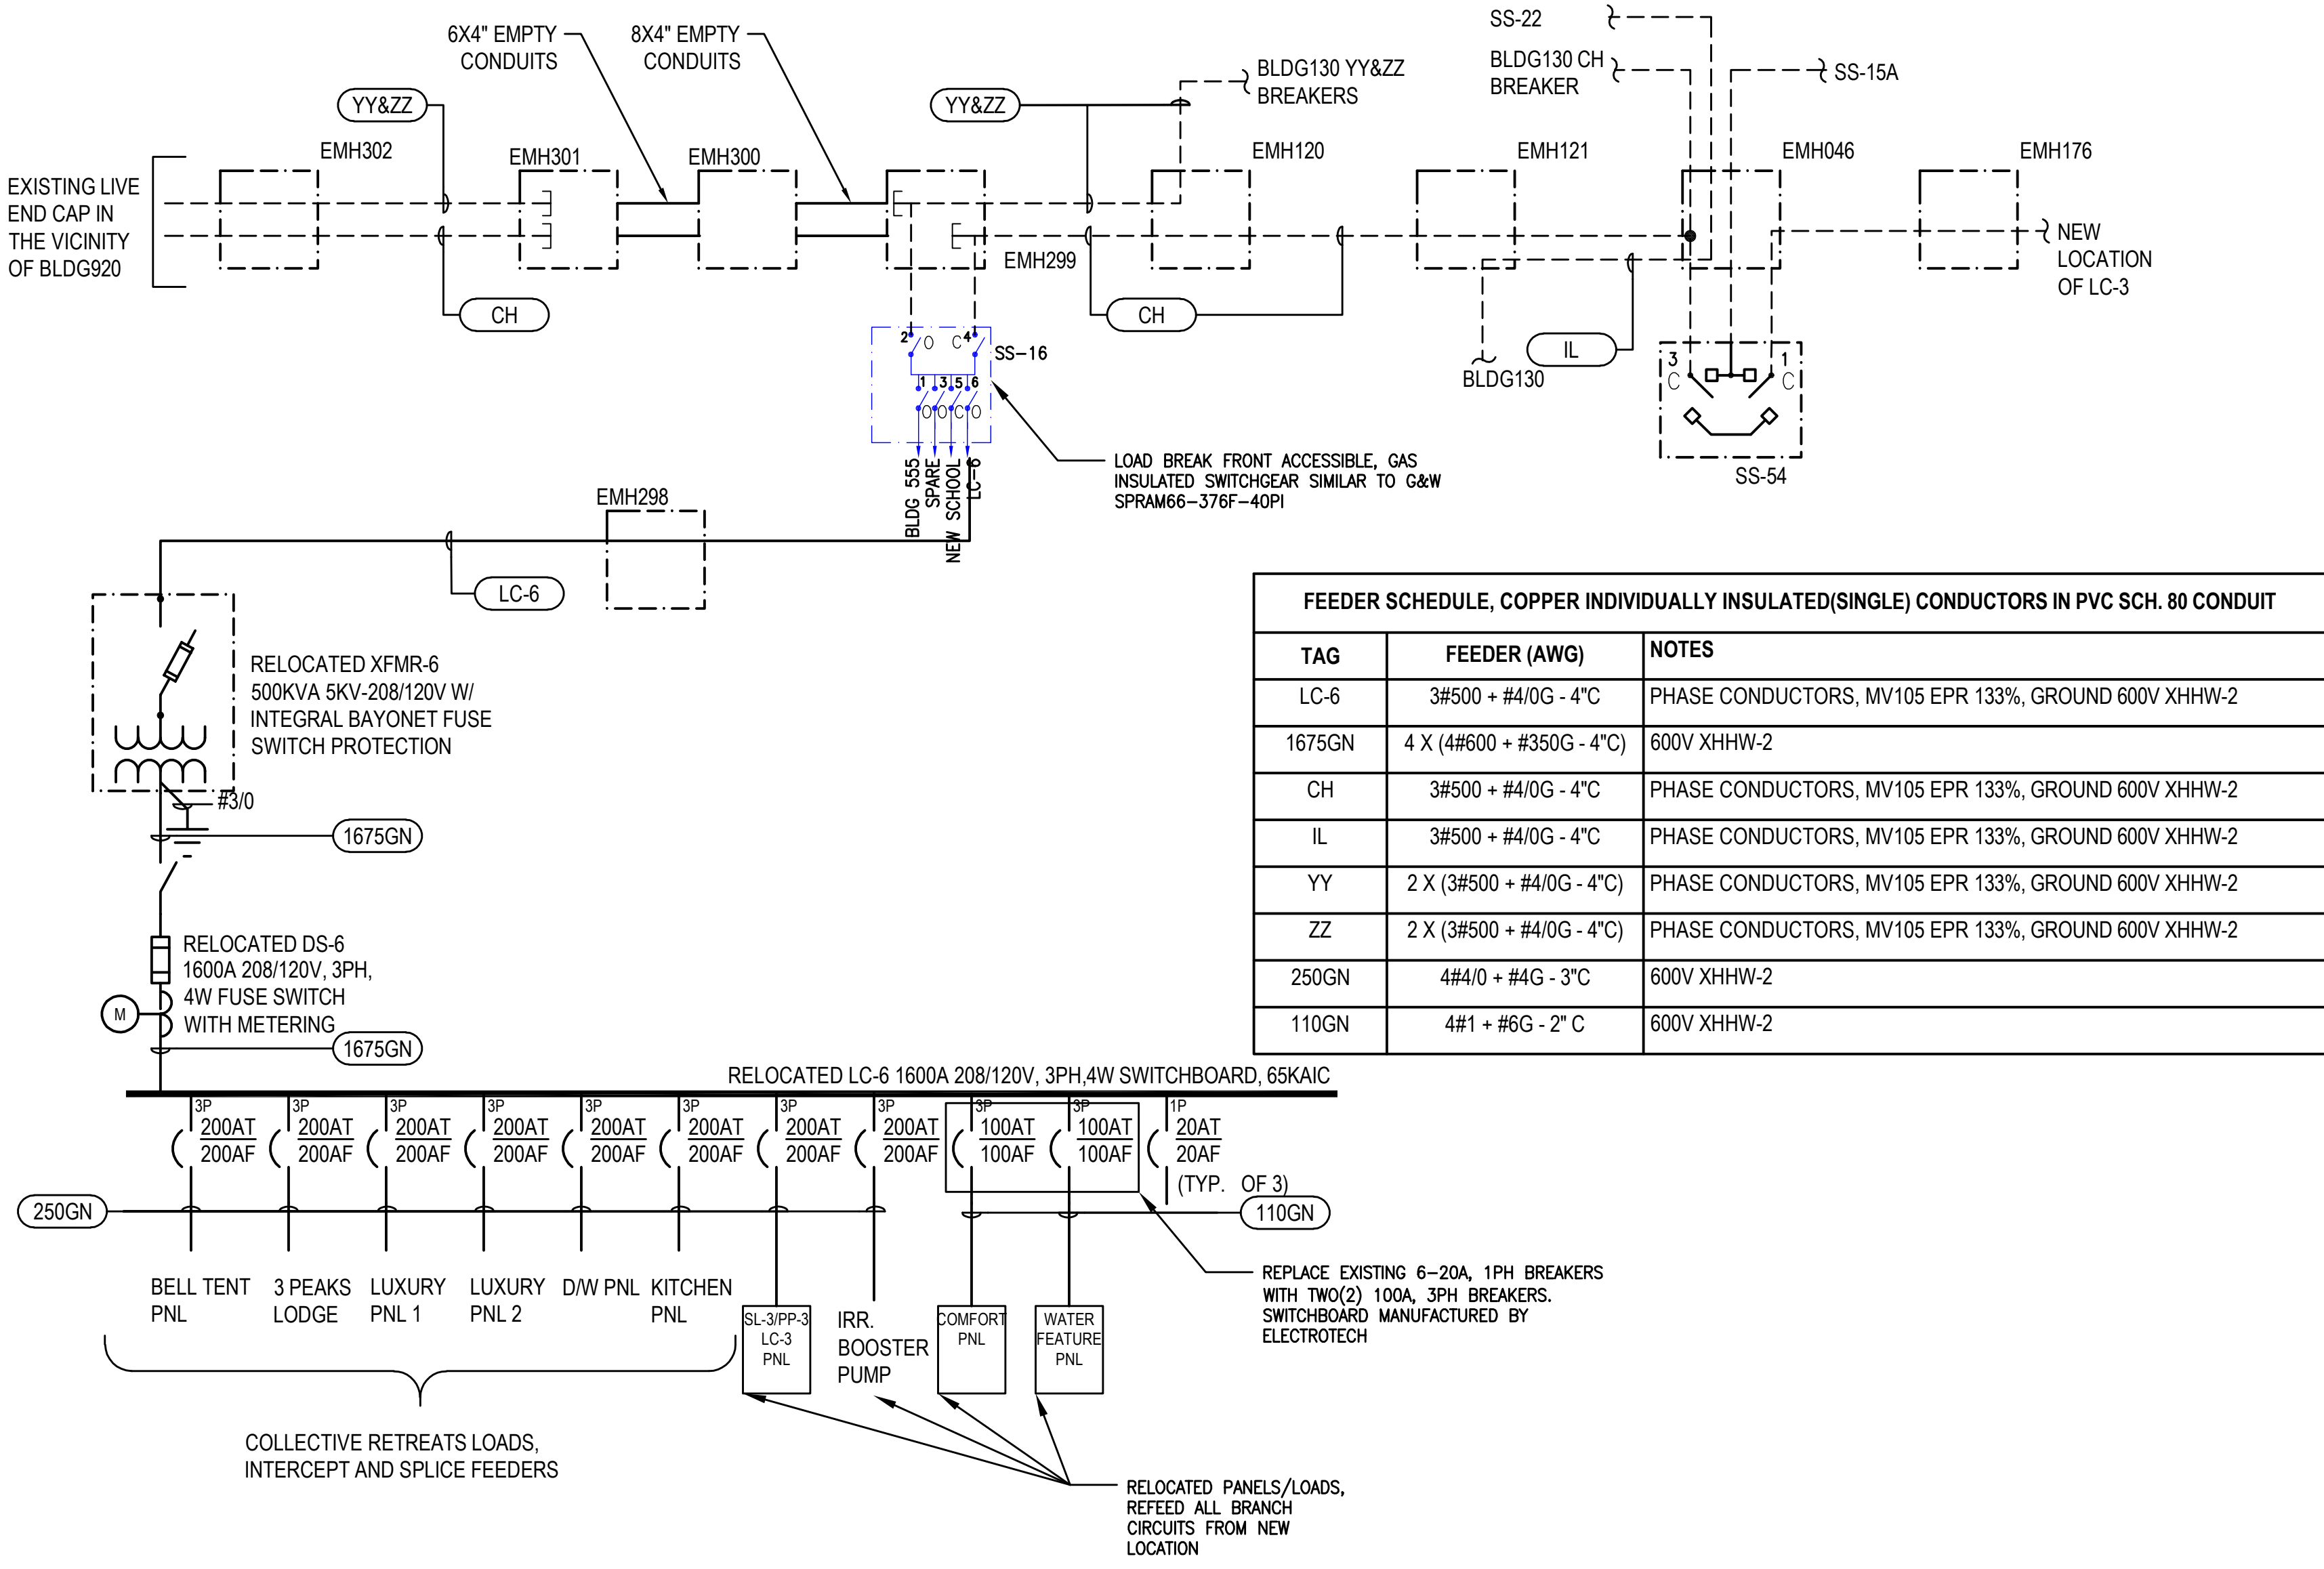 6X4" EMPTY
CONDUITS
8X4" EMPTY
CONDUITS
SS-22
BLDG130 CH
BREAKER
SS-15A
BLDG130 YY&ZZ
BREAKERS
YY&ZZ
YY&ZZ
EMH302
EMH301
EMH300
EMH120
EMH121
EMH046
EMH176
EXISTING LIVE
END CAP IN
THE VICINITY
OF BLDG920
EMH299
NEW
LOCATION
OF LC-3
CH
CH
IL
BLDG130
2
O
C
4
SS-16
1
3
5
6
O
O
C
O
3
C
1
C
SS-54
BLDG 555
SPARE
NEW SCHOOL
LC-6
LOAD BREAK FRONT ACCESSIBLE, GAS
INSULATED SWITCHGEAR SIMILAR TO G&W
SPRAM66-376F-40PI
EMH298
LC-6
RELOCATED XFMR-6
500KVA 5KV-208/120V W/
INTEGRAL BAYONET FUSE
SWITCH PROTECTION
#3/0
1675GN
RELOCATED DS-6
1600A 208/120V, 3PH,
4W FUSE SWITCH
WITH METERING
M
1675GN
FEEDER SCHEDULE, COPPER INDIVIDUALLY INSULATED(SINGLE) CONDUCTORS IN PVC SCH. 80 CONDUIT
TAG FEEDER (AWG) NOTES
LC-6 3#500 + #4/0G - 4"C PHASE CONDUCTORS, MV105 EPR 133%, GROUND 600V XHHW-2
1675GN 4 X (4#600 + #350G - 4"C) 600V XHHW-2
CH 3#500 + #4/0G - 4"C PHASE CONDUCTORS, MV105 EPR 133%, GROUND 600V XHHW-2
IL 3#500 + #4/0G - 4"C PHASE CONDUCTORS, MV105 EPR 133%, GROUND 600V XHHW-2
YY 2 X (3#500 + #4/0G - 4"C) PHASE CONDUCTORS, MV105 EPR 133%, GROUND 600V XHHW-2
ZZ 2 X (3#500 + #4/0G - 4"C) PHASE CONDUCTORS, MV105 EPR 133%, GROUND 600V XHHW-2
250GN 4#4/0 + #4G - 3"C 600V XHHW-2
110GN 4#1 + #6G - 2" C 600V XHHW-2
RELOCATED LC-6 1600A 208/120V, 3PH,4W SWITCHBOARD, 65KAIC
3P 3P 3P 3P 3P 3P 3P 3P 3P 3P 1P
200AT 200AT 200AT 200AT 200AT 200AT 200AT 200AT 100AT 100AT 20AT
200AF 200AF 200AF 200AF 200AF 200AF 200AF 200AF 100AF 100AF 20AF
(TYP. OF 3)
250GN
110GN
BELL TENT
PNL
3 PEAKS
LODGE
LUXURY
PNL 1
LUXURY
PNL 2
D/W PNL
KITCHEN
PNL
SL-3/PP-3
LC-3
PNL
IRR.
BOOSTER
PUMP
COMFORT
PNL
WATER
FEATURE
PNL
REPLACE EXISTING 6-20A, 1PH BREAKERS
WITH TWO(2) 100A, 3PH BREAKERS.
SWITCHBOARD MANUFACTURED BY
ELECTROTECH
COLLECTIVE RETREATS LOADS,
INTERCEPT AND SPLICE FEEDERS
RELOCATED PANELS/LOADS,
REFEED ALL BRANCH
CIRCUITS FROM NEW
LOCATION